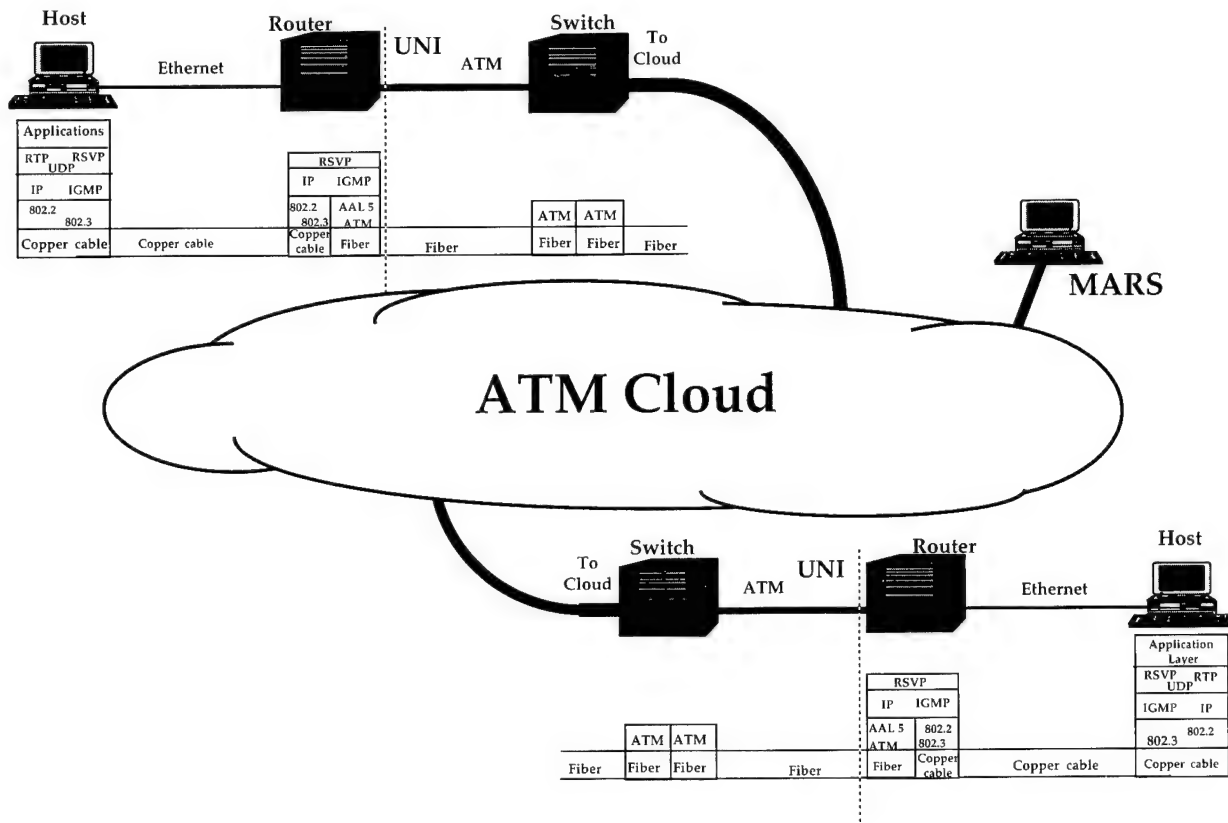 Host
Router
Switch
UNI
To
Cloud
Ethernet
ATM
Applications
RTP RSVP
UDP
IP IGMP
802.2
802.3
Copper cable
Copper cable
RSVP
IP IGMP
802.2 AAL 5
802.3 ATM
Copper
cable Fiber
Fiber
ATM ATM
Fiber Fiber
Fiber
MARS
ATM Cloud
To
Cloud
Switch
ATM
UNI
Router
Ethernet
Host
Application
Layer
RSVP RTP
UDP
IGMP IP
802.2
802.3
Copper cable
RSVP
IP IGMP
AAL 5 802.2
ATM 802.3
Fiber Copper
cable
Copper cable
ATM ATM
Fiber
Fiber Fiber
Fiber